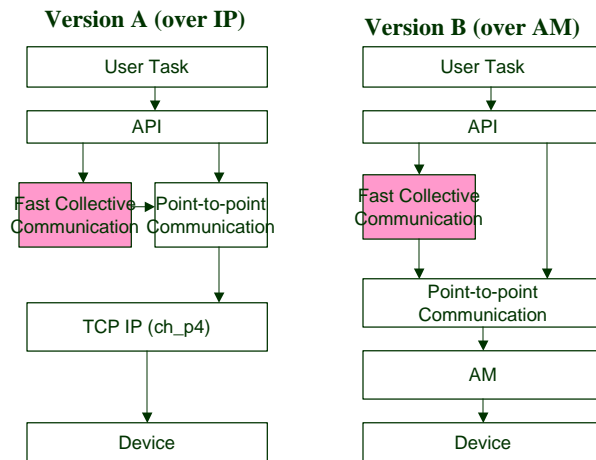 Version A (over IP)
User Task
API
Fast Collective
Communication
Point-to-point
Communication
TCP IP (ch_p4)
Device
Version B (over AM)
User Task
API
Fast Collective
Communication
Point-to-point
Communication
AM
Device